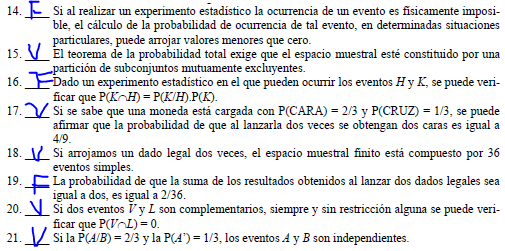 14. F Si al realizar un experimento estadístico la ocurrencia de un evento es físicamente imposi-
ble, el cálculo de la probabilidad de ocurrencia de tal evento, en determinadas situaciones
particulares, puede arrojar valores menores que cero.
15. V El teorema de la probabilidad total exige que el espacio muestral esté constituido por una
partición de subconjuntos mutuamente excluyentes.
16. F Dado un experimento estadístico en el que pueden ocurrir los eventos H y K, se puede veri-
ficar que P(K∩H) = P(K/H).P(K).
17. V Si se sabe que una moneda está cargada con P(CARA) = 2/3 y P(CRUZ) = 1/3, se puede
afirmar que la probabilidad de que al lanzarla dos veces se obtengan dos caras es igual a
4/9.
18. V Si arrojamos un dado legal dos veces, el espacio muestral finito está compuesto por 36
eventos simples.
19. F La probabilidad de que la suma de los resultados obtenidos al lanzar dos dados legales sea
igual a dos, es igual a 2/36.
20. V Si dos eventos V y L son complementarios, siempre y sin restricción alguna se puede veri-
ficar que P(V∩L) = 0.
21. V Si la P(A/B) = 2/3 y la P(A’) = 1/3, los eventos A y B son independientes.